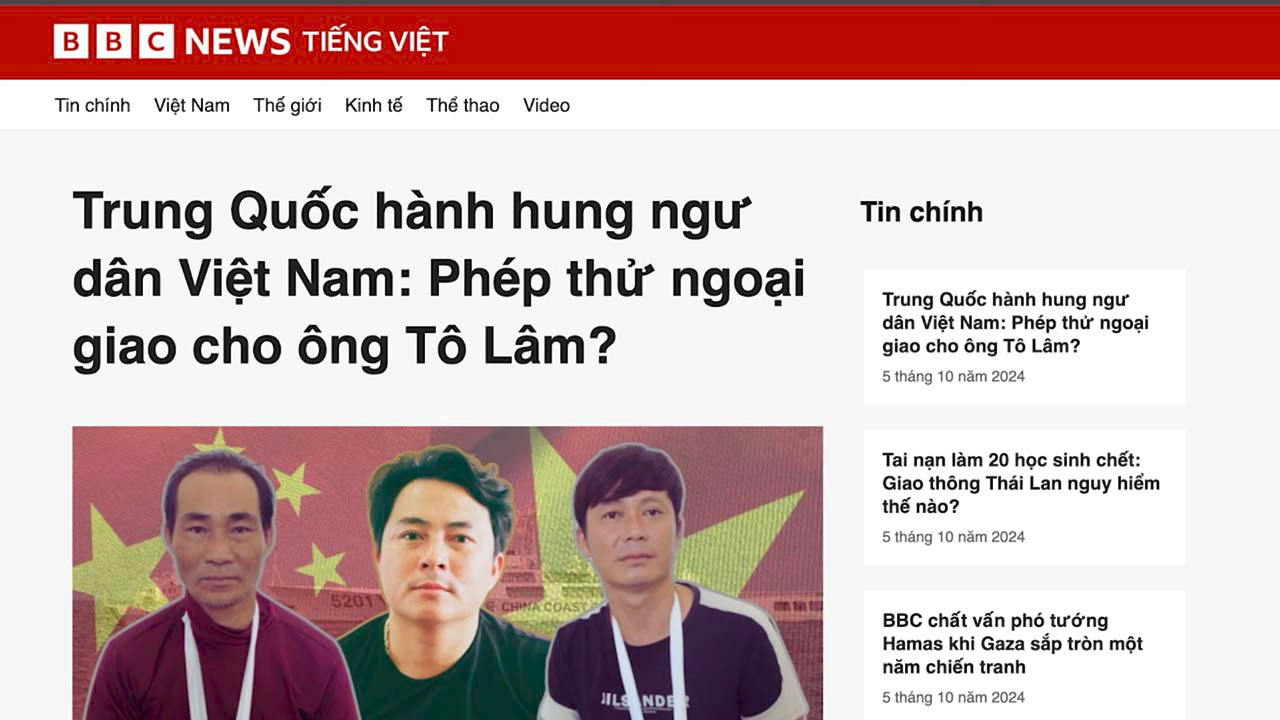 BBC NEWS TIẾNG VIỆT
Tin chính Việt Nam Thế giới Kinh tế Thể thao Video
Trung Quốc hành hung ngư
dân Việt Nam: Phép thử ngoại
giao cho ông Tô Lâm?
Tin chính
Trung Quốc hành hung ngư
dân Việt Nam: Phép thử ngoại
giao cho ông Tô Lâm?
5 tháng 10 năm 2024
Tai nạn làm 20 học sinh chết:
Giao thông Thái Lan nguy hiểm
thế nào?
5 tháng 10 năm 2024
BBC chất vấn phó tướng
Hamas khi Gaza sắp tròn một
năm chiến tranh
5 tháng 10 năm 2024
5201
CHINA COAST